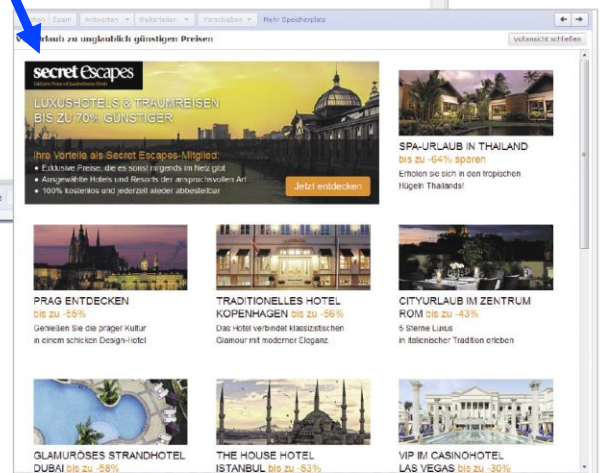 Spam Antworten Weiterleiten Verschieben Mehr Speicherplatz
rlaub zu unglaublich günstigen Preisen
Vollansicht schließen
secret escapes
LUXUSHOTELS & TRAUMREISEN
BIS ZU 70% GÜNSTIGER
Ihre Vorteile als Secret Escapes-Mitglied:
• Exklusive Preise, die es sonst nirgends im Netz gibt
• Ausgewählte Hotels und Resorts der anspruchsvollen Art
• 100% kostenlos und jederzeit wieder abbestellbar
Jetzt entdecken
SPA-URLAUB IN THAILAND
bis zu -64% sparen
Erholen sie sich in den tropischen
Hügeln Thailands!
PRAG ENTDECKEN
bis zu -55%
Genießen Sie die prager Kultur
in einem schicken Design-Hotel
TRADITIONELLES HOTEL
KOPENHAGEN bis zu -56%
Das Hotel verbindet klassizistischen
Glamour mit moderner Eleganz
CITYURLAUB IM ZENTRUM
ROM bis zu -43%
5 Sterne Luxus
in italienischer Tradition erleben
GLAMURÖSES STRANDHOTEL
DUBAI bis zu -58%
THE HOUSE HOTEL
ISTANBUL bis zu -53%
VIP IM CASINOHOTEL
LAS VEGAS bis zu -30%